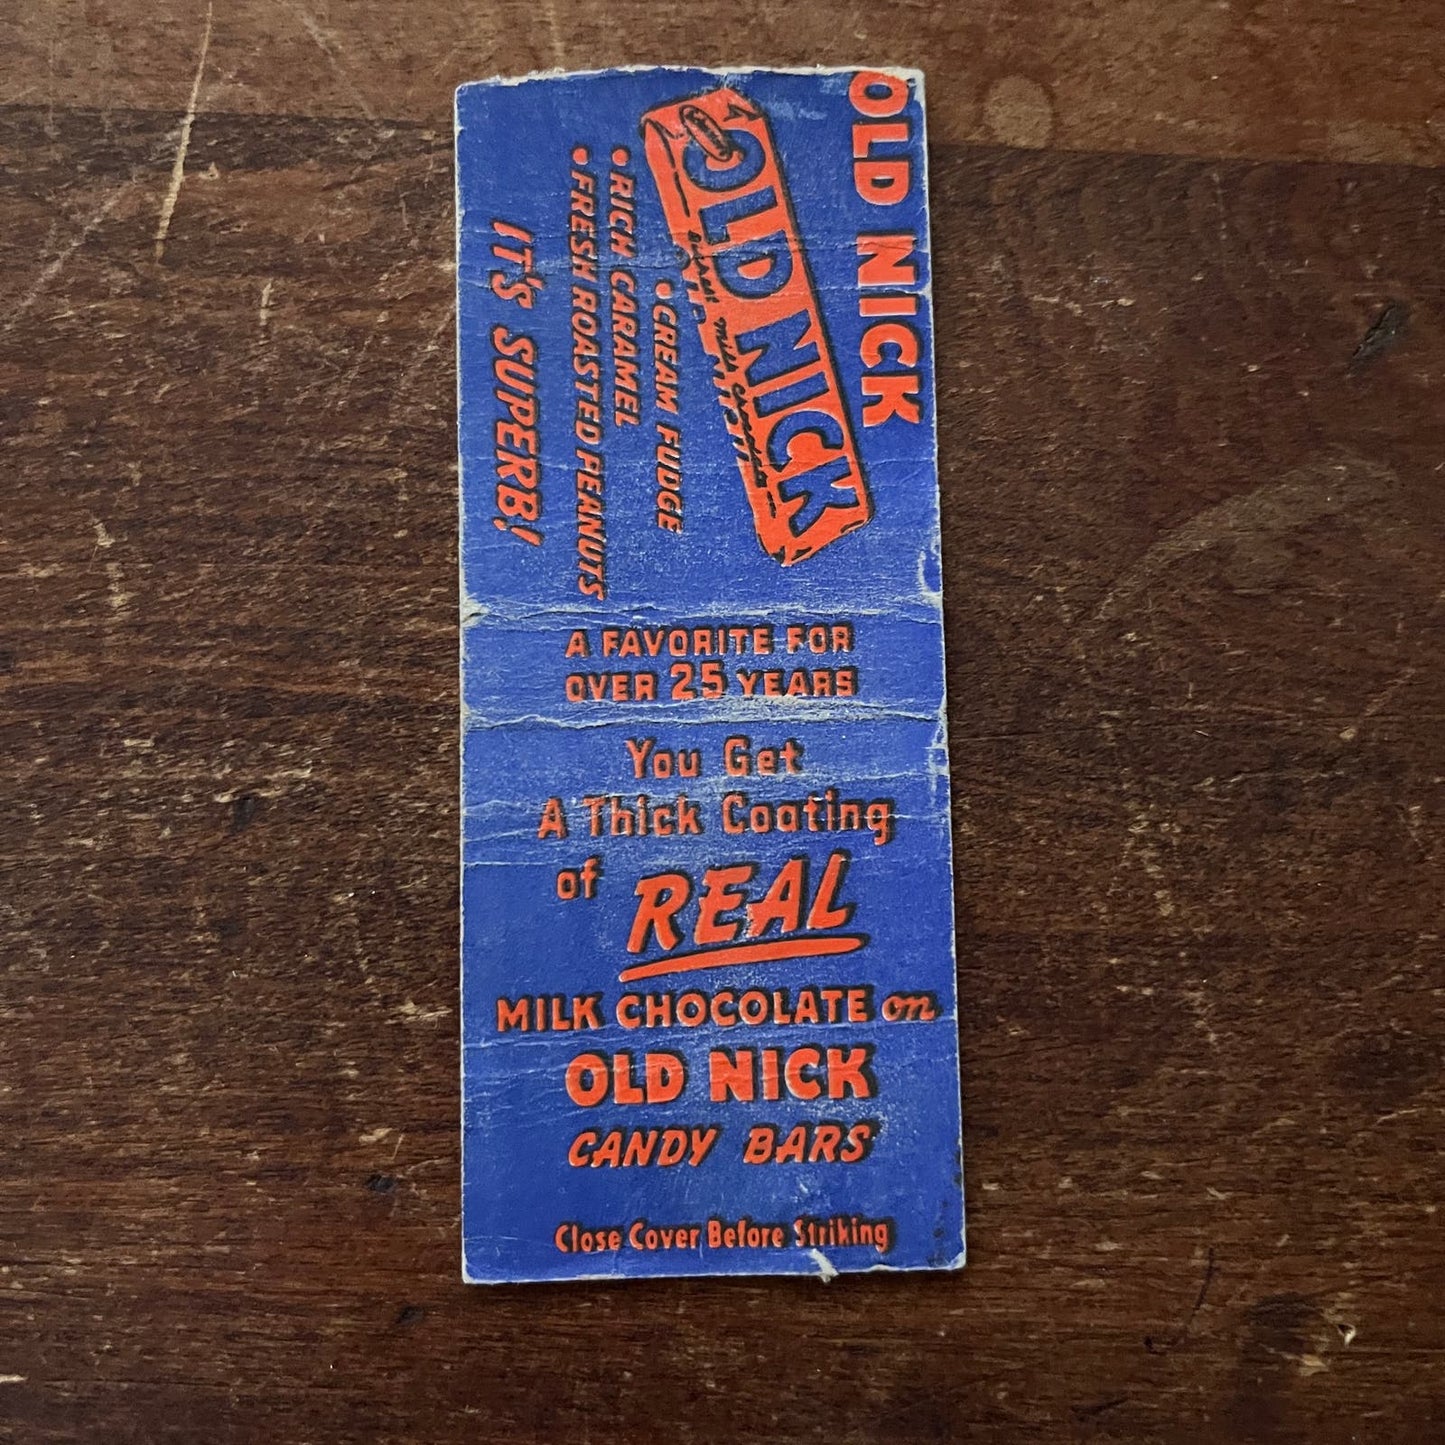 OLD NICK
OLD NICK
• CREAM FUDGE
• RICH CARAMEL
• FRESH ROASTED PEANUTS
IT'S SUPERB!
A FAVORITE FOR
OVER 25 YEARS
You Get
A Thick Coating
of REAL
MILK CHOCOLATE on
OLD NICK
CANDY BARS
Close Cover Before Striking